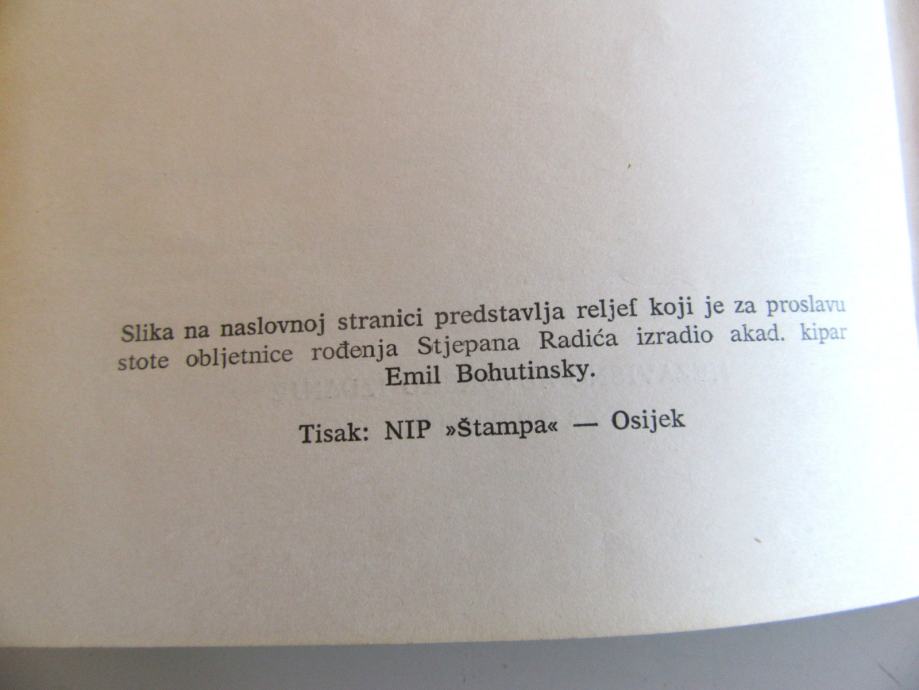 Slika na naslovnoj stranici predstavlja reljef koji je za proslavu
stote obljetnice rođenja Stjepana Radića izradio akad. kipar
Emil Bohutinsky.
Tisak: NIP »Štampa« — Osijek